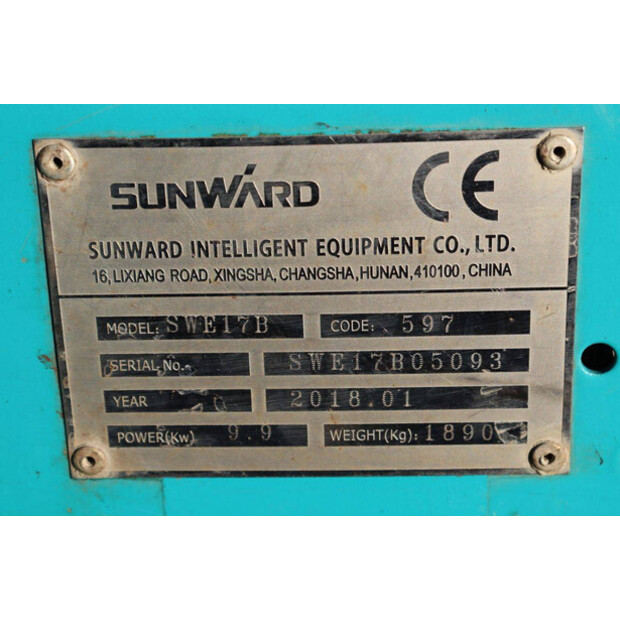 SUNWARD CE
SUNWARD INTELLIGENT EQUIPMENT CO., LTD.
16, LIXIANG ROAD, XINGSHA, CHANGSHA, HUNAN, 410100, CHINA
MODEL: SWE17B CODE: 597
SERIAL No. SWE17B05093
YEAR 2018.01
POWER(Kw) 9.9 WEIGHT(Kg): 1890